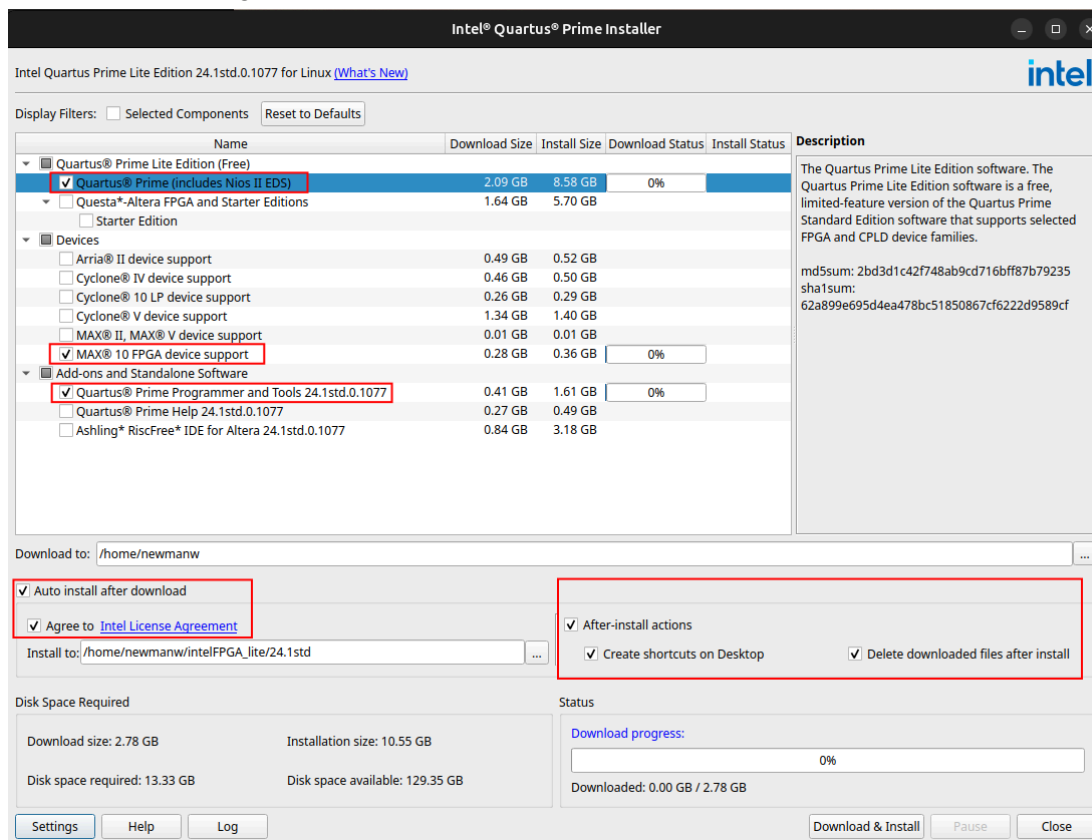 Intel® Quartus® Prime Installer
Intel Quartus Prime Lite Edition 24.1std.0.1077 for Linux (What's New)
intel
Display Filters: Selected Components Reset to Defaults
Name Download Size Install Size Download Status Install Status
Quartus® Prime Lite Edition (Free)
Quartus® Prime (includes Nios II EDS) 2.09 GB 8.58 GB 0%
Questa*-Altera FPGA and Starter Editions 1.64 GB 5.70 GB
Starter Edition
Devices
Arria® II device support 0.49 GB 0.52 GB
Cyclone® IV device support 0.46 GB 0.50 GB
Cyclone® 10 LP device support 0.26 GB 0.29 GB
Cyclone® V device support 1.34 GB 1.40 GB
MAX® II, MAX® V device support 0.01 GB 0.01 GB
MAX® 10 FPGA device support 0.28 GB 0.36 GB 0%
Add-ons and Standalone Software
Quartus® Prime Programmer and Tools 24.1std.0.1077 0.41 GB 1.61 GB 0%
Quartus® Prime Help 24.1std.0.1077 0.27 GB 0.49 GB
Ashling* RiscFree* IDE for Altera 24.1std.0.1077 0.84 GB 3.18 GB
Description
The Quartus Prime Lite Edition software. The
Quartus Prime Lite Edition software is a free,
limited-feature version of the Quartus Prime
Standard Edition software that supports selected
FPGA and CPLD device families.
md5sum: 2bd3d1c42f748ab9cd716bff87b79235
sha1sum:
62a899e695d4ea478bc51850867cf6222d9589cf
Download to: /home/newmanw ...
Auto install after download
Agree to Intel License Agreement
Install to: /home/newmanw/intelFPGA_lite/24.1std ...
After-install actions
Create shortcuts on Desktop Delete downloaded files after install
Disk Space Required
Download size: 2.78 GB Installation size: 10.55 GB
Disk space required: 13.33 GB Disk space available: 129.35 GB
Status
Download progress:
0%
Downloaded: 0.00 GB / 2.78 GB
Settings Help Log Download & Install Pause Close